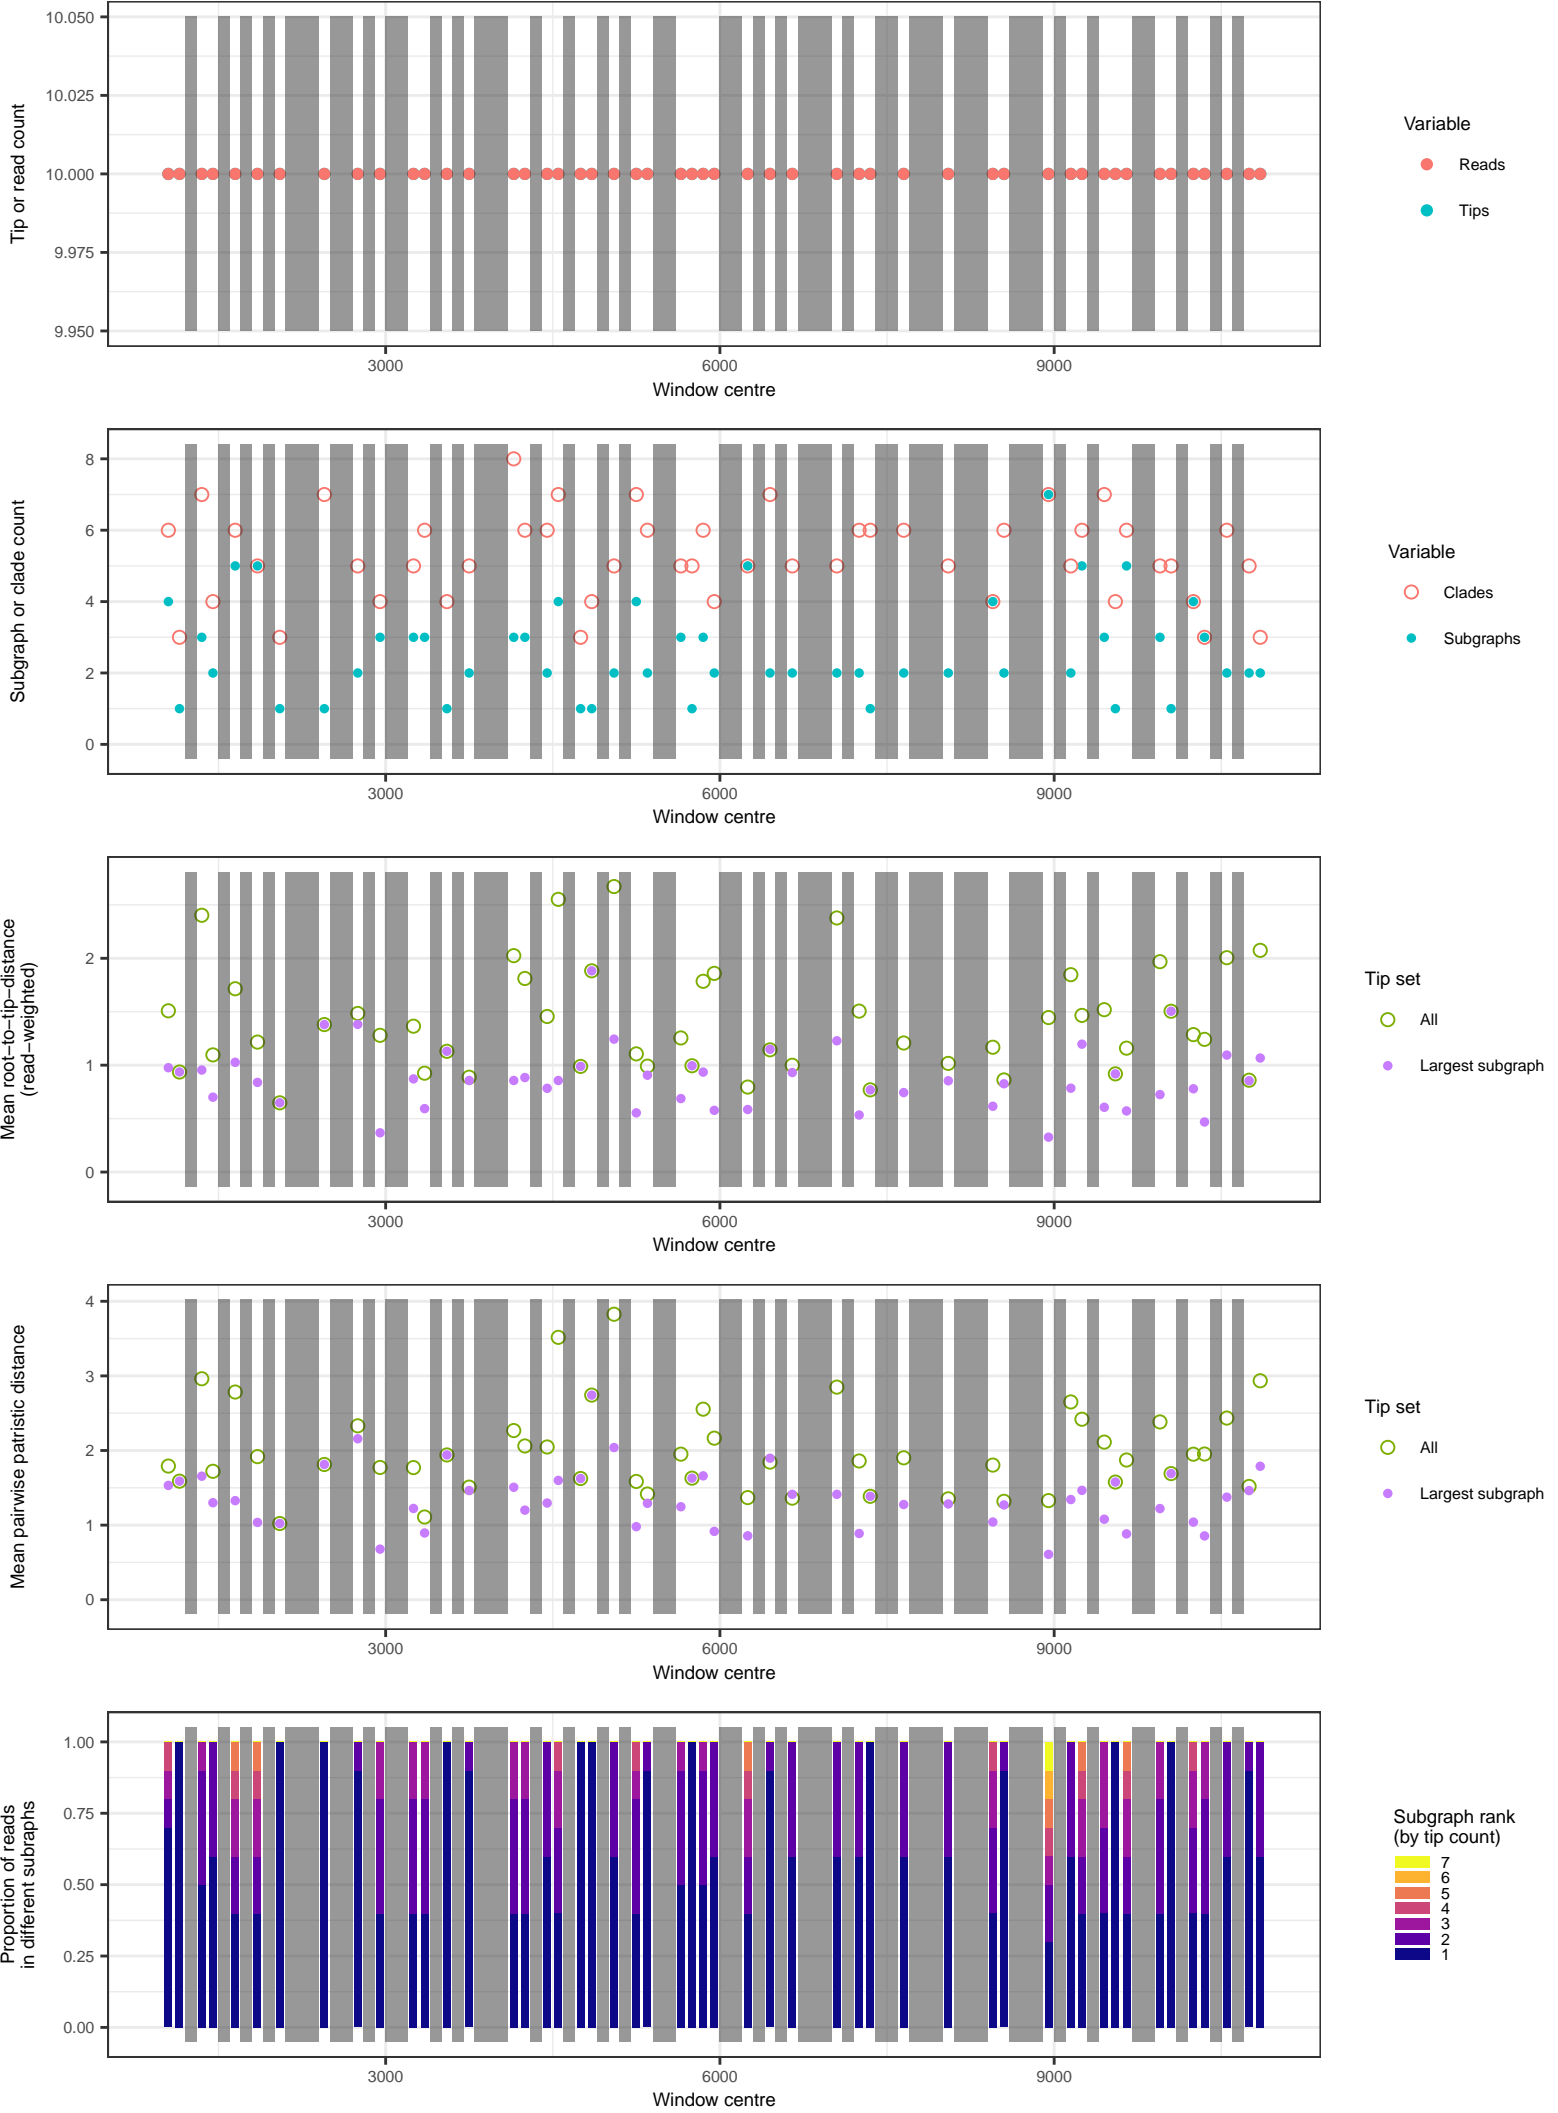 10.050
10.025
10.000
9.975
9.950
Tip or read count
3000
6000
9000
Window centre
Variable
Reads
Tips
8
6
4
2
0
Subgraph or clade count
3000
6000
9000
Window centre
Variable
Clades
Subgraphs
2
1
0
Mean root−to−tip−distance
(read−weighted)
3000
6000
9000
Window centre
Tip set
All
Largest subgraph
4
3
2
1
0
Mean pairwise patristic distance
3000
6000
9000
Window centre
Tip set
All
Largest subgraph
1.00
0.75
0.50
0.25
0.00
Proportion of reads
in different subraphs
3000
6000
9000
Window centre
Subgraph rank
(by tip count)
7
6
5
4
3
2
1